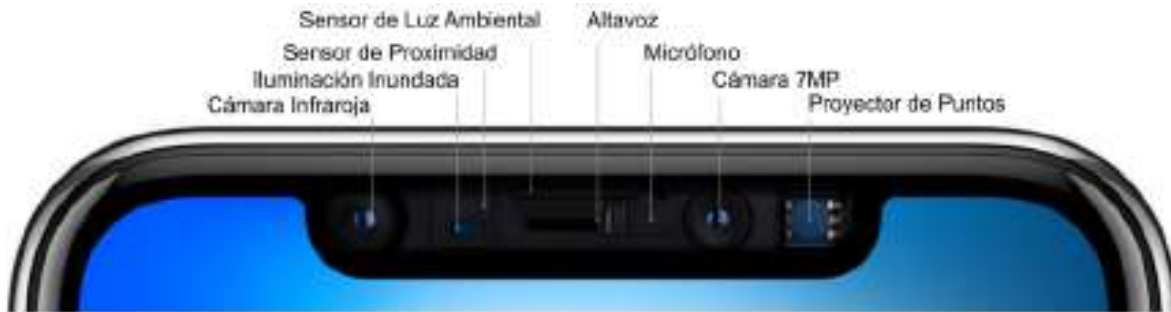 Sensor de Luz Ambiental
Altavoz
Sensor de Proximidad
Micrófono
Iluminación Inundada
Cámara 7MP
Cámara Infraroja
Proyector de Puntos